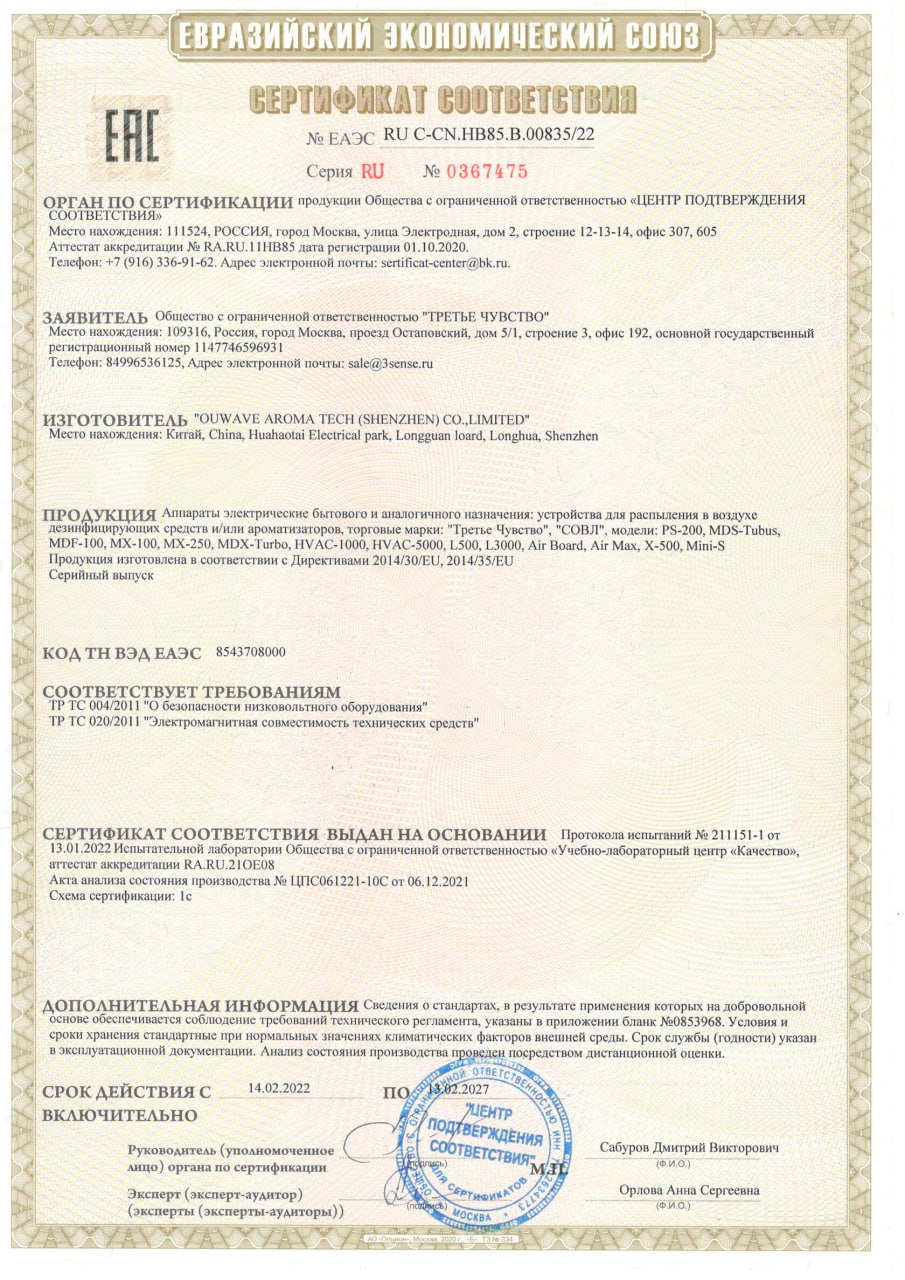 ЕВРАЗИЙСКИЙ ЭКОНОМИЧЕСКИЙ СОЮЗ
ЕАС
СЕРТИФИКАТ СООТВЕТСТВИЯ
№ ЕАЭС RU C-CN.HB85.B.00835/22
Серия RU № 0367475
ОРГАН ПО СЕРТИФИКАЦИИ продукции Общества с ограниченной ответственностью «ЦЕНТР ПОДТВЕРЖДЕНИЯ
СООТВЕТСТВИЯ»
Место нахождения: 111524, РОССИЯ, город Москва, улица Электродная, дом 2, строение 12-13-14, офис 307, 605
Аттестат аккредитации № RA.RU.11HB85 дата регистрации 01.10.2020.
Телефон: +7 (916) 336-91-62. Адрес электронной почты: sertificat-center@bk.ru.
ЗАЯВИТЕЛЬ Общество с ограниченной ответственностью "ТРЕТЬЕ ЧУВСТВО"
Место нахождения: 109316, Россия, город Москва, проезд Остаповский, дом 5/1, строение 3, офис 192, основной государственный
регистрационный номер 1147746596931
Телефон: 84996536125, Адрес электронной почты: sale@3sense.ru
ИЗГОТОВИТЕЛЬ "OUWAVE AROMA TECH (SHENZHEN) CO.,LIMITED"
Место нахождения: Китай, China, Huahaotai Electrical park, Longguan loard, Longhua, Shenzhen
ПРОДУКЦИЯ Аппараты электрические бытового и аналогичного назначения: устройства для распыления в воздухе
дезинфицирующих средств и/или ароматизаторов, торговые марки: "Третье Чувство", "СОВЛ", модели: PS-200, MDS-Tubus,
MDF-100, MX-100, MX-250, MDX-Turbo, HVAC-1000, HVAC-5000, L500, L3000, Air Board, Air Max, X-500, Mini-S
Продукция изготовлена в соответствии с Директивами 2014/30/EU, 2014/35/EU
Серийный выпуск
КОД ТН ВЭД ЕАЭС 8543708000
СООТВЕТСТВУЕТ ТРЕБОВАНИЯМ
ТР ТС 004/2011 "О безопасности низковольтного оборудования"
ТР ТС 020/2011 "Электромагнитная совместимость технических средств"
СЕРТИФИКАТ СООТВЕТСТВИЯ ВЫДАН НА ОСНОВАНИИ Протокола испытаний № 211151-1 от
13.01.2022 Испытательной лаборатории Общества с ограниченной ответственностью «Учебно-лабораторный центр «Качество»,
аттестат аккредитации RA.RU.21OE08
Акта анализа состояния производства № ЦПС061221-10С от 06.12.2021
Схема сертификации: 1с
ДОПОЛНИТЕЛЬНАЯ ИНФОРМАЦИЯ Сведения о стандартах, в результате применения которых на добровольной
основе обеспечивается соблюдение требований технического регламента, указаны в приложении бланк №0853968. Условия и
сроки хранения стандартные при нормальных значениях климатических факторов внешней среды. Срок службы (годности) указан
в эксплуатационной документации. Анализ состояния производства проведен посредством дистанционной оценки.
СРОК ДЕЙСТВИЯ С 14.02.2022 ПО 13.02.2027
ВКЛЮЧИТЕЛЬНО
Руководитель (уполномоченное
лицо) органа по сертификации
(подпись)
Сабуров Дмитрий Викторович
(Ф.И.О.)
М.П.
Эксперт (эксперт-аудитор)
(эксперты (эксперты-аудиторы))
(подпись)
Орлова Анна Сергеевна
(Ф.И.О.)
"ЦЕНТР
ПОДТВЕРЖДЕНИЯ
СООТВЕТСТВИЯ"
ДЛЯ СЕРТИФИКАТОВ
МОСКВА
АО «Опцион», Москва, 2020 г., «Б». ТЗ № 334.